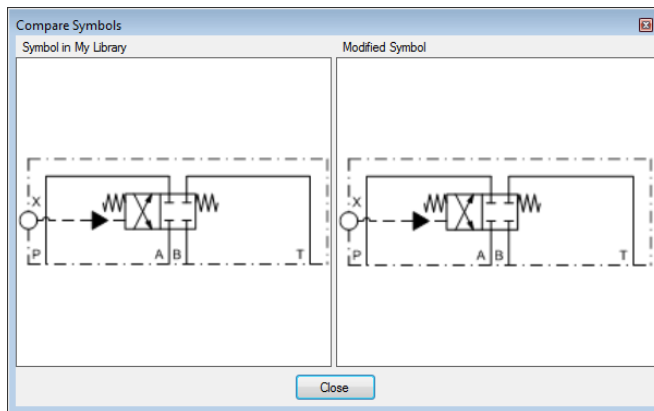 Compare Symbols
Symbol in My Library
Modified Symbol
X
P
A
B
T
X
P
A
B
T
Close